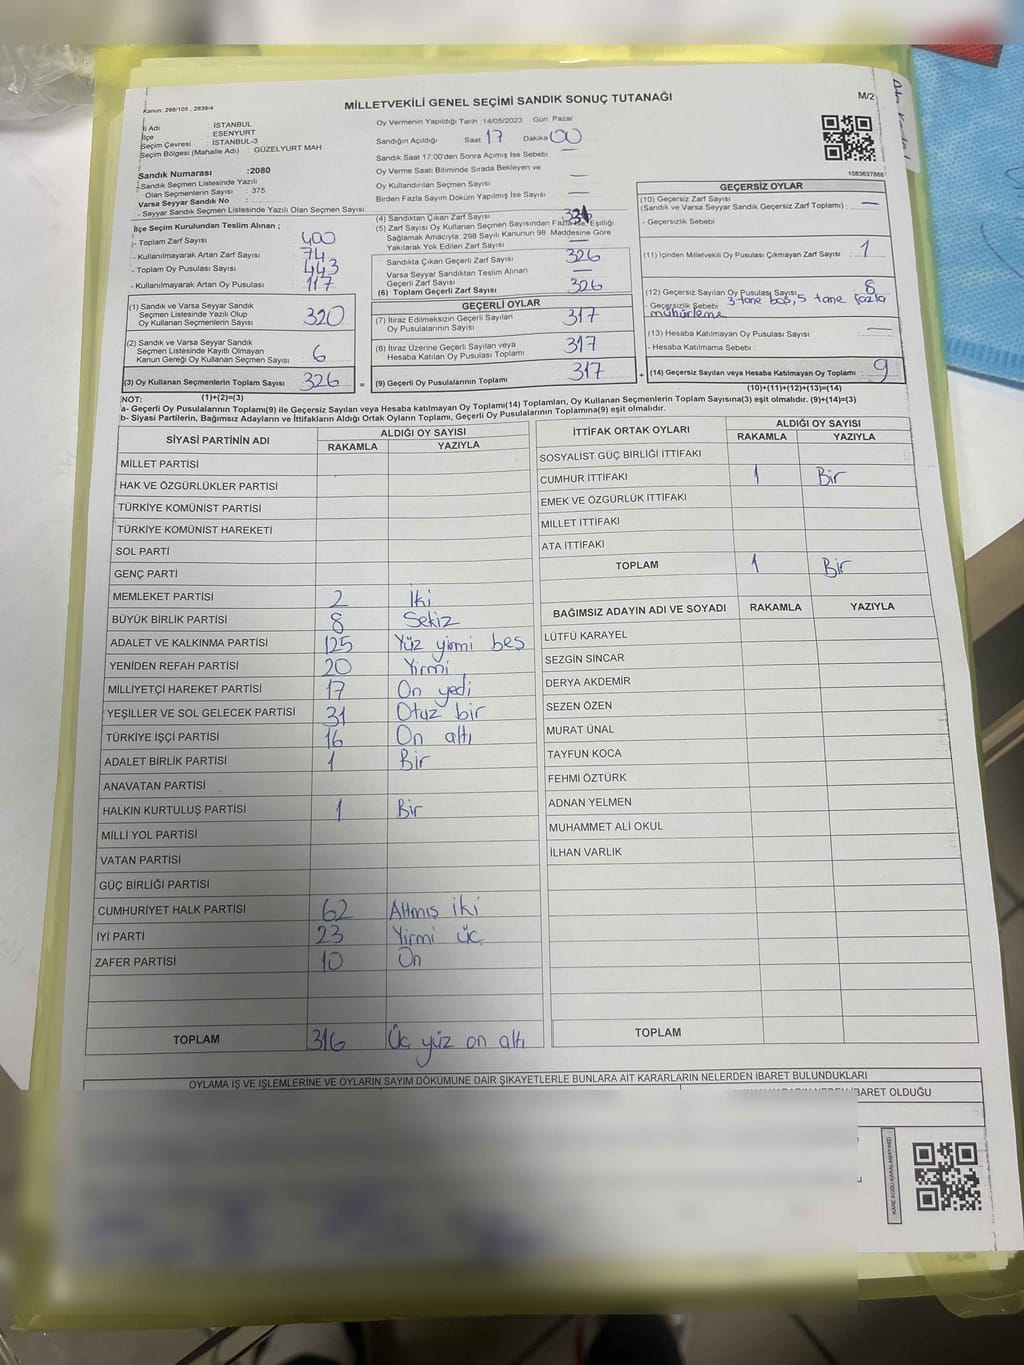 Kanun; 298/105 , 2839/4
MİLLETVEKİLİ GENEL SEÇİMİ SANDIK SONUÇ TUTANAĞI
M/2
İl Adı : İSTANBUL
İlçe : ESENYURT
Seçim Çevresi : İSTANBUL-3
Seçim Bölgesi (Mahalle Adı) : GÜZELYURT MAH
Sandık Numarası :2080
- Sandık Seçmen Listesinde Yazılı
Olan Seçmenlerin Sayısı : 375
Varsa Seyyar Sandık No :
- Seyyar Sandık Seçmen Listesinde Yazılı Olan Seçmen Sayısı:
Oy Vermenin Yapıldığı Tarih :14/05/2023 Gün: Pazar
Sandığın Açıldığı Saat 17 Dakika 00
Sandık Saat 17:00'den Sonra Açımış İse Sebebi
Oy Verme Saati Bitiminde Sırada Bekleyen ve
Oy Kullandırılan Seçmen Sayısı —
Birden Fazla Sayım Döküm Yapılmış İse Sayısı —
1083637868
İlçe Seçim Kurulundan Teslim Alınan ;
- Toplam Zarf Sayısı : 400
- Kullanılmayarak Artan Zarf Sayısı : 74
- Toplam Oy Pusulası Sayısı : 443
- Kullanılmayarak Artan Oy Pusulası : 117
(1) Sandık ve Varsa Seyyar Sandık
Seçmen Listesinde Yazılı Olup
Oy Kullanan Seçmenlerin Sayısı 320
(2) Sandık ve Varsa Seyyar Sandık
Seçmen Listesinde Kayıtlı Olmayan
Kanun Gereği Oy Kullanan Seçmen Sayısı : 6
(3) Oy Kullanan Seçmenlerin Toplam Sayısı 326
(1)+(2)=(3)
(4) Sandıktan Çıkan Zarf Sayısı
(5) Zarf Sayısı Oy Kullanan Seçmen Sayısından Fazla ise, Eşitliği
Sağlamak Amacıyla, 298 Sayılı Kanunun 98. Maddesine Göre
Yakılarak Yok Edilen Zarf Sayısı —
Sandıkta Çıkan Geçerli Zarf Sayısı 326
Varsa Seyyar Sandıktan Teslim Alınan
Geçerli Zarf Sayısı —
(6) Toplam Geçerli Zarf Sayısı 326
GEÇERLİ OYLAR
(7) İtiraz Edilmeksizin Geçerli Sayılan
Oy Pusulalarının Sayısı 317
(8) İtiraz Üzerine Geçerli Sayılan veya
Hesaba Katılan Oy Pusulası Toplamı 317
= (9) Geçerli Oy Pusulalarının Toplamı 317
GEÇERSİZ OYLAR
(10) Geçersiz Zarf Sayısı
(Sandık ve Varsa Seyyar Sandık Geçersiz Zarf Toplamı) : —
- Geçersizlik Sebebi :
(11) İçinden Milletvekili Oy Pusulası Çıkmayan Zarf Sayısı : 1
(12) Geçersiz Sayılan Oy Pusulası Sayısı : 8
- Geçersizlik Sebebi : 3 tane boş, 5 tane fazla
mühürleme
(13) Hesaba Katılmayan Oy Pusulası Sayısı : —
- Hesaba Katılmama Sebebi :
+ (14) Geçersiz Sayılan veya Hesaba Katılmayan Oy Toplamı : 9
(10)+(11)+(12)+(13)=(14)
NOT:
a- Geçerli Oy Pusulalarının Toplamı(9) ile Geçersiz Sayılan veya Hesaba katılmayan Oy Toplamı(14) Toplamları, Oy Kullanan Seçmenlerin Toplam Sayısına(3) eşit olmalıdır. (9)+(14)=(3)
b- Siyasi Partilerin, Bağımsız Adayların ve İttifakların Aldığı Ortak Oyların Toplamı, Geçerli Oy Pusulalarının Toplamına(9) eşit olmalıdır.
SİYASİ PARTİNİN ADI ALDIĞI OY SAYISI
RAKAMLA YAZIYLA
MİLLET PARTİSİ
HAK VE ÖZGÜRLÜKLER PARTİSİ
TÜRKİYE KOMÜNİST PARTİSİ
TÜRKİYE KOMÜNİST HAREKETİ
SOL PARTİ
GENÇ PARTİ
MEMLEKET PARTİSİ 2 İki
BÜYÜK BİRLİK PARTİSİ 8 Sekiz
ADALET VE KALKINMA PARTİSİ 125 Yüz yirmi beş
YENİDEN REFAH PARTİSİ 20 Yirmi
MİLLİYETÇİ HAREKET PARTİSİ 17 On yedi
YEŞİLLER VE SOL GELECEK PARTİSİ 31 Otuz bir
TÜRKİYE İŞÇİ PARTİSİ 16 On altı
ADALET BİRLİK PARTİSİ 1 Bir
ANAVATAN PARTİSİ
HALKIN KURTULUŞ PARTİSİ 1 Bir
MİLLİ YOL PARTİSİ
VATAN PARTİSİ
GÜÇ BİRLİĞİ PARTİSİ
CUMHURİYET HALK PARTİSİ 62 Altmış iki
İYİ PARTİ 23 Yirmi üç
ZAFER PARTİSİ 10 On
TOPLAM 316 Üç yüz on altı
İTTİFAK ORTAK OYLARI ALDIĞI OY SAYISI
RAKAMLA YAZIYLA
SOSYALİST GÜÇ BİRLİĞİ İTTİFAKI
CUMHUR İTTİFAKI 1 Bir
EMEK VE ÖZGÜRLÜK İTTİFAKI
MİLLET İTTİFAKI
ATA İTTİFAKI
TOPLAM 1 Bir
BAĞIMSIZ ADAYIN ADI VE SOYADI RAKAMLA YAZIYLA
LÜTFÜ KARAYEL
SEZGİN SİNCAR
DERYA AKDEMİR
SEZEN ÖZEN
MURAT ÜNAL
TAYFUN KOCA
FEHMİ ÖZTÜRK
ADNAN YELMEN
MUHAMMET ALİ OKUL
İLHAN VARLIK
TOPLAM
OYLAMA İŞ VE İŞLEMLERİNE VE OYLARIN SAYIM DÖKÜMÜNE DAİR ŞİKAYETLERLE BUNLARA AİT KARARLARIN NELERDEN İBARET BULUNDUKLARI
İBARET OLDUĞU
KARE KODU KARALAMAYINIZ!